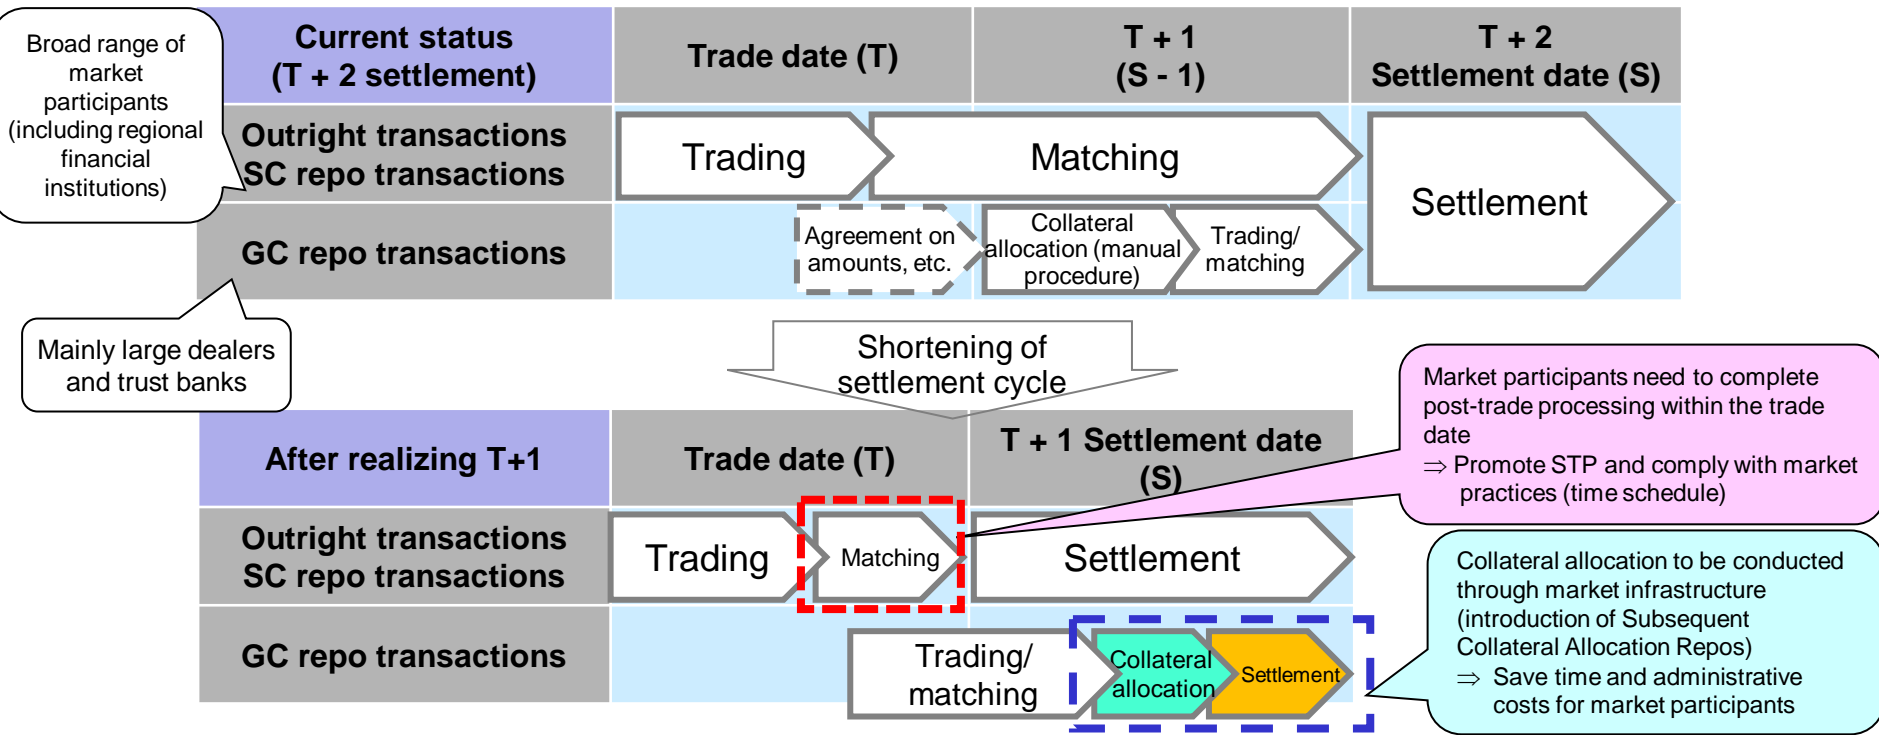 Broad range of
market
participants
(including regional
financial
institutions)
Current status
(T + 2 settlement)
Trade date (T)
T + 1
(S - 1)
T + 2
Settlement date (S)
Outright transactions
SC repo transactions
Trading
Matching
Settlement
GC repo transactions
Agreement on
amounts, etc.
Collateral
allocation (manual
procedure)
Trading/
matching
Mainly large dealers
and trust banks
Shortening of
settlement cycle
After realizing T+1
Trade date (T)
T + 1 Settlement date
(S)
Market participants need to complete
post-trade processing within the trade
date
⇒ Promote STP and comply with market
practices (time schedule)
Outright transactions
SC repo transactions
Trading
Matching
Settlement
GC repo transactions
Trading/
matching
Collateral
allocation
Settlement
Collateral allocation to be conducted
through market infrastructure
(introduction of Subsequent
Collateral Allocation Repos)
⇒ Save time and administrative
costs for market participants